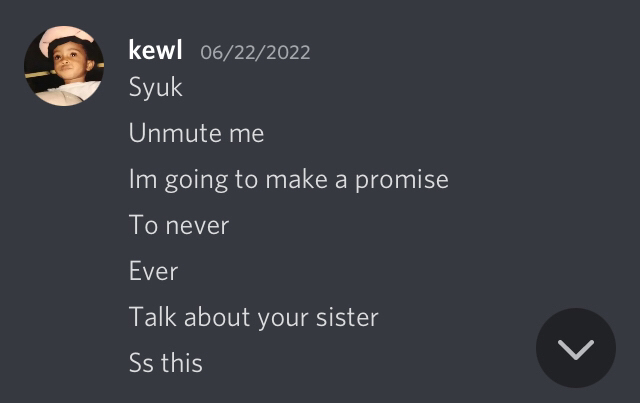 kewl 06/22/2022
Syuk
Unmute me
Im going to make a promise
To never
Ever
Talk about your sister
Ss this